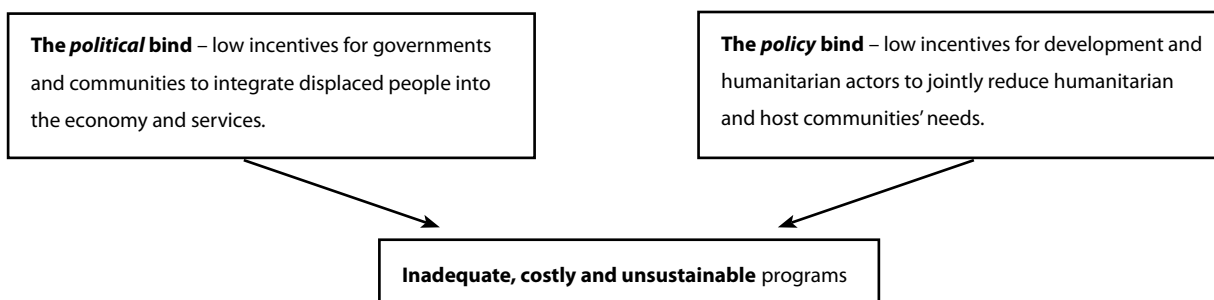 The political bind – low incentives for governments
and communities to integrate displaced people into
the economy and services.
The policy bind – low incentives for development and
humanitarian actors to jointly reduce humanitarian
and host communities’ needs.
Inadequate, costly and unsustainable programs